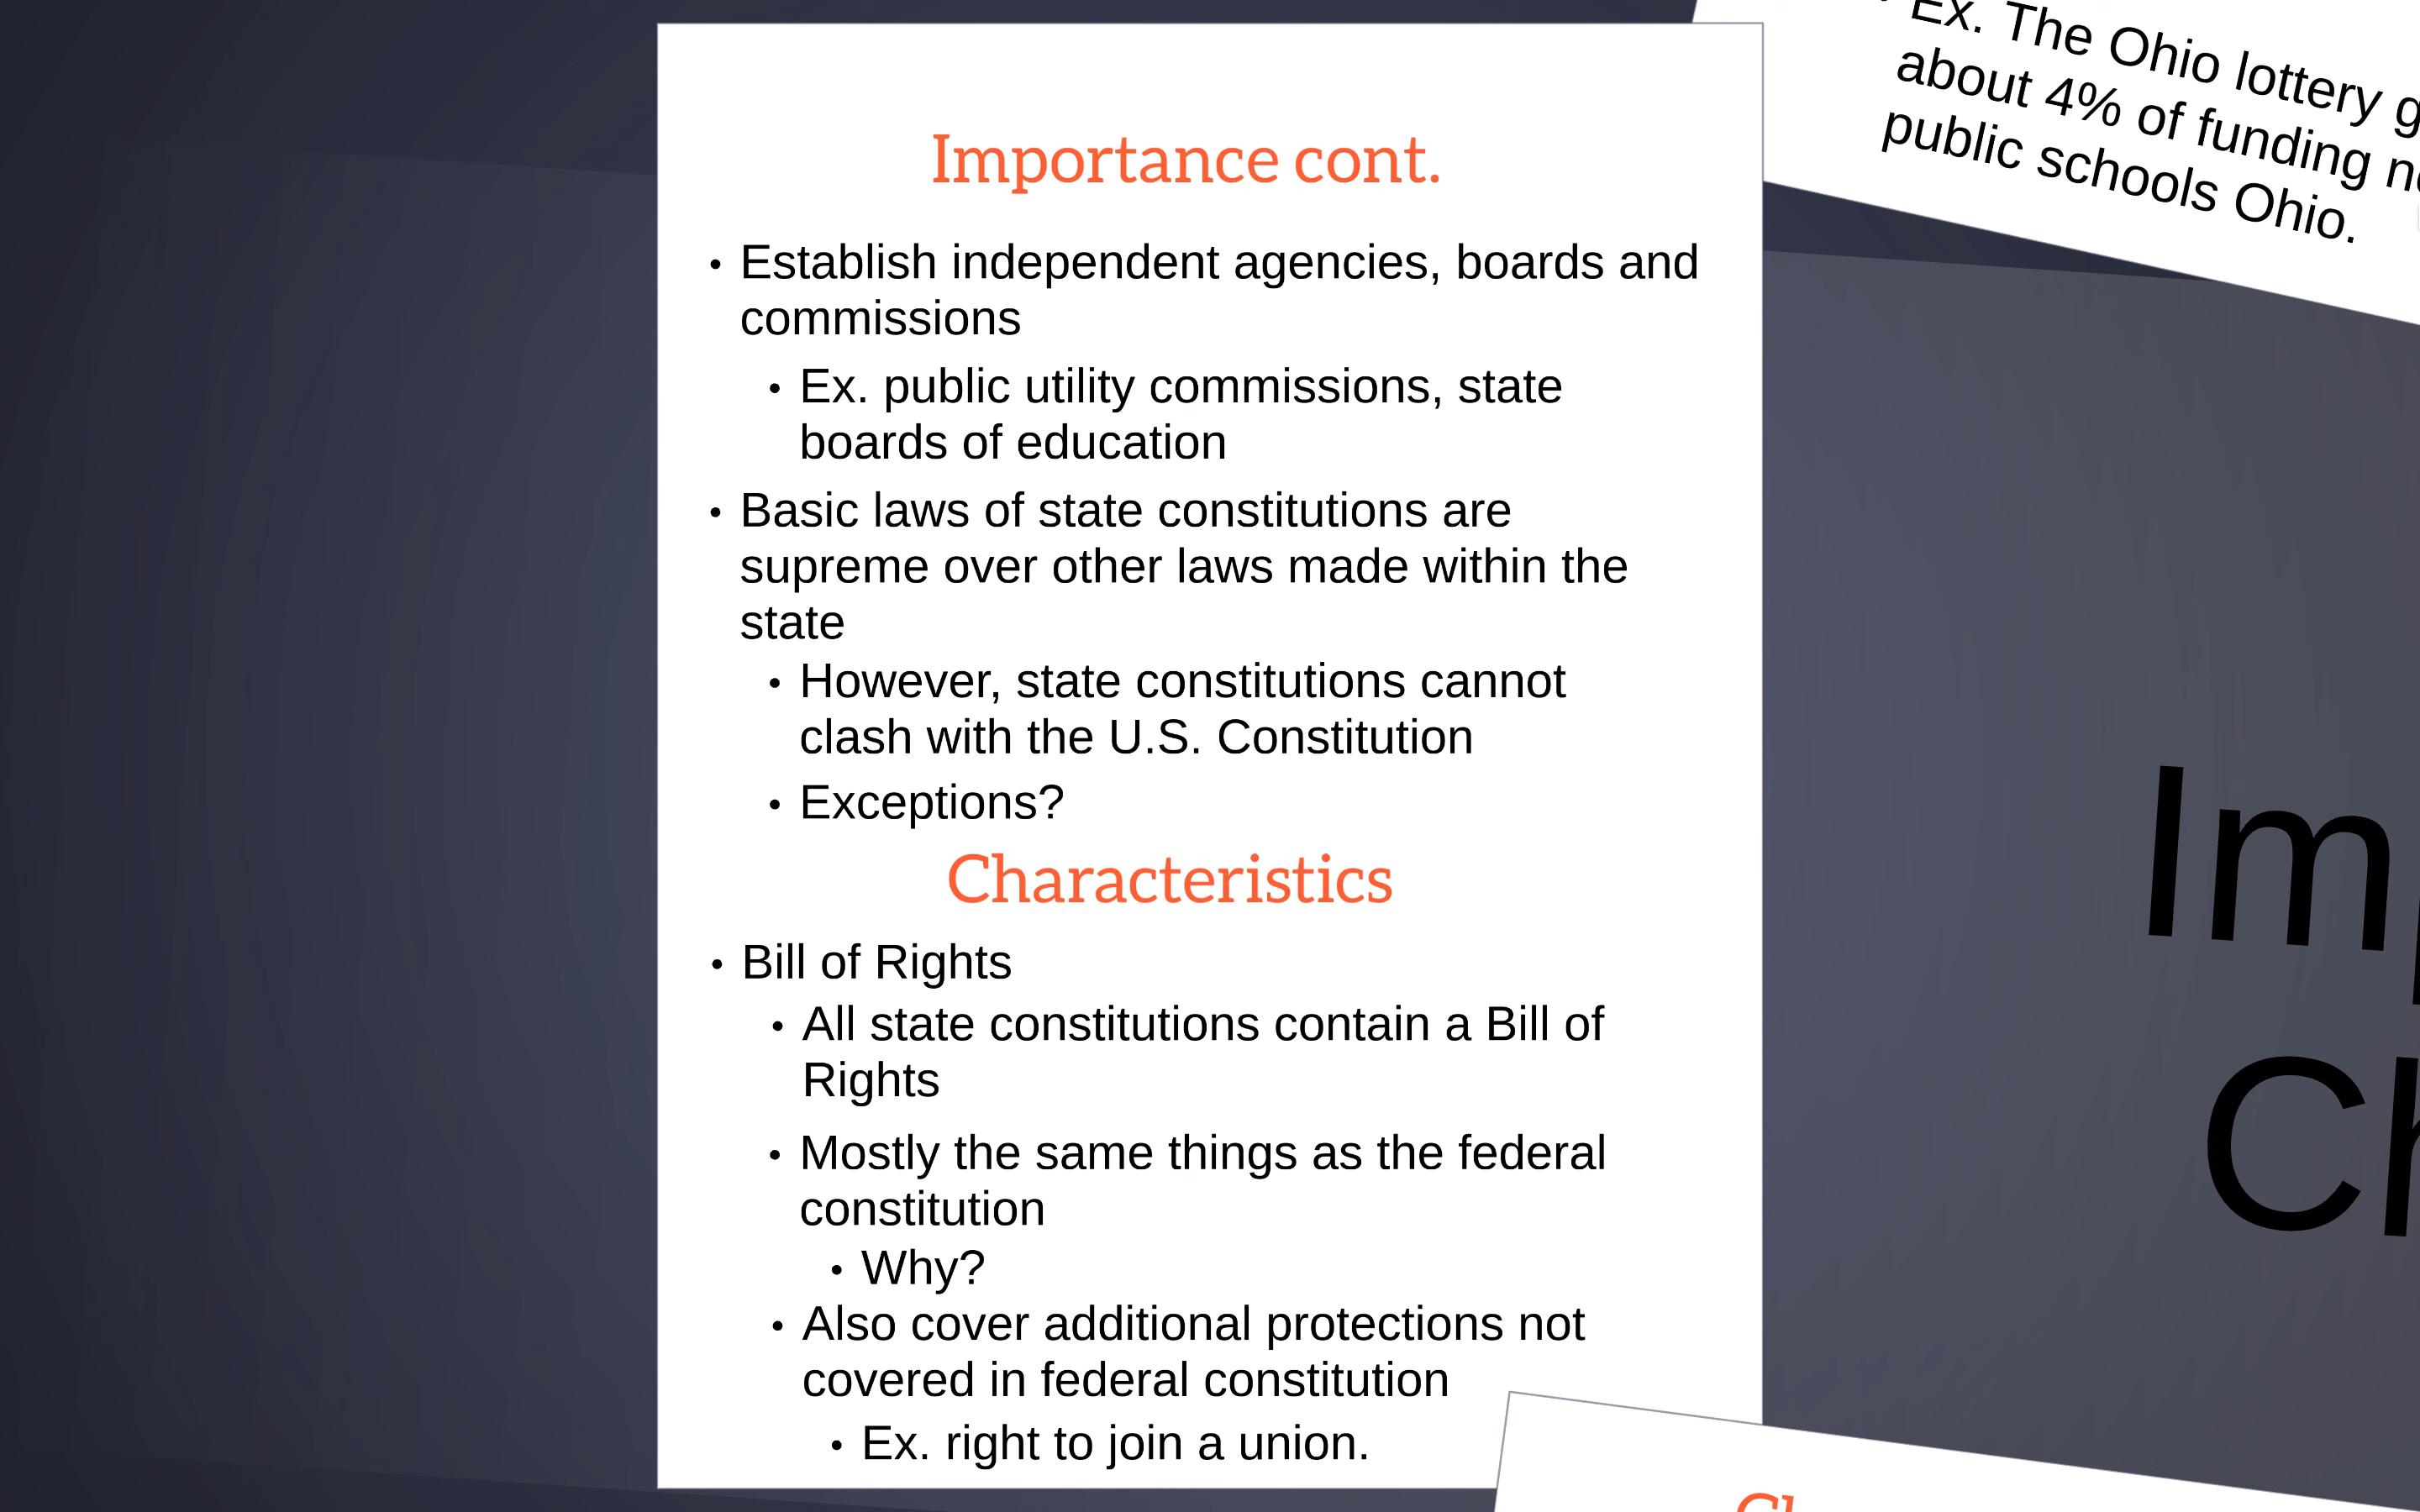 Importance cont.
• Establish independent agencies, boards and
commissions
• Ex. public utility commissions, state
boards of education
• Basic laws of state constitutions are
supreme over other laws made within the
state
• However, state constitutions cannot
clash with the U.S. Constitution
• Exceptions?
Characteristics
• Bill of Rights
• All state constitutions contain a Bill of
Rights
• Mostly the same things as the federal
constitution
• Why?
• Also cover additional protections not
covered in federal constitution
• Ex. right to join a union.
Ex. The Ohio lottery
about 4% of funding
public schools Ohio.